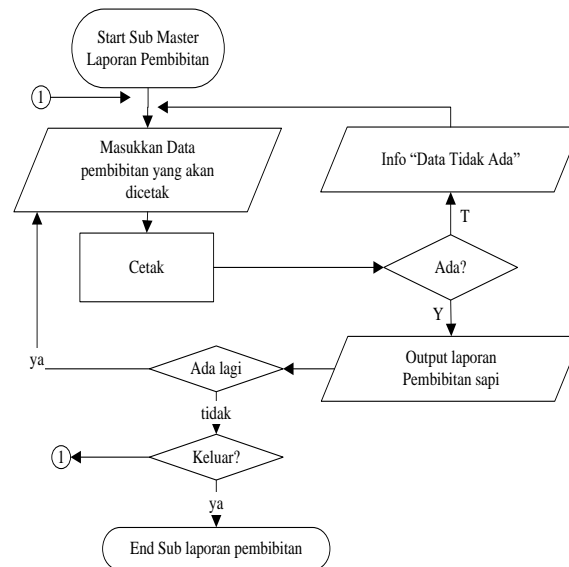 Start Sub Master
Laporan Pembibitan
1
Masukkan Data
pembibitan yang akan
dicetak
Info “Data Tidak Ada”
T
Cetak
Ada?
Y
Output laporan
Pembibitan sapi
Ada lagi
ya
tidak
Keluar?
1
ya
End Sub laporan pembibitan